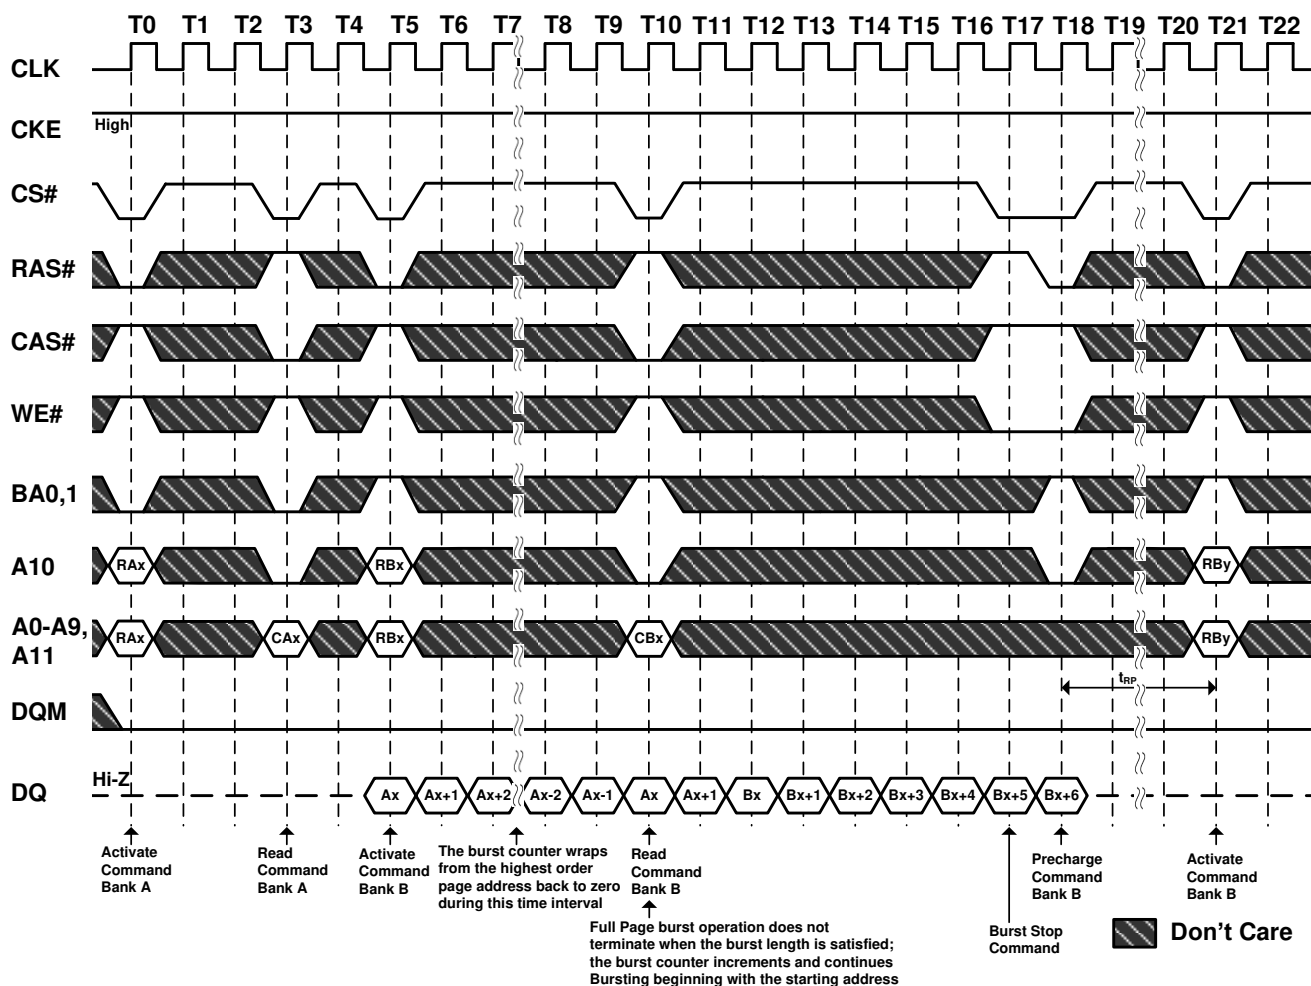 T0 T1 T2 T3 T4 T5 T6 T7 T8 T9 T10 T11 T12 T13 T14 T15 T16 T17 T18 T19 T20 T21 T22
CLK
CKE High
CS#
RAS#
CAS#
WE#
BA0,1
A10 RAx RBx RBy
A0-A9,
A11 RAx CAx RBx CBx RBy
tRP
DQM
DQ Hi-Z Ax Ax+1 Ax+2 Ax-2 Ax-1 Ax Ax+1 Bx Bx+1 Bx+2 Bx+3 Bx+4 Bx+5 Bx+6
Activate
Command
Bank A
Read
Command
Bank A
Activate
Command
Bank B
The burst counter wraps
from the highest order
page address back to zero
during this time interval
Read
Command
Bank B
Full Page burst operation does not
terminate when the burst length is satisfied;
the burst counter increments and continues
Bursting beginning with the starting address
Burst Stop
Command
Precharge
Command
Bank B
Activate
Command
Bank B
Don't Care